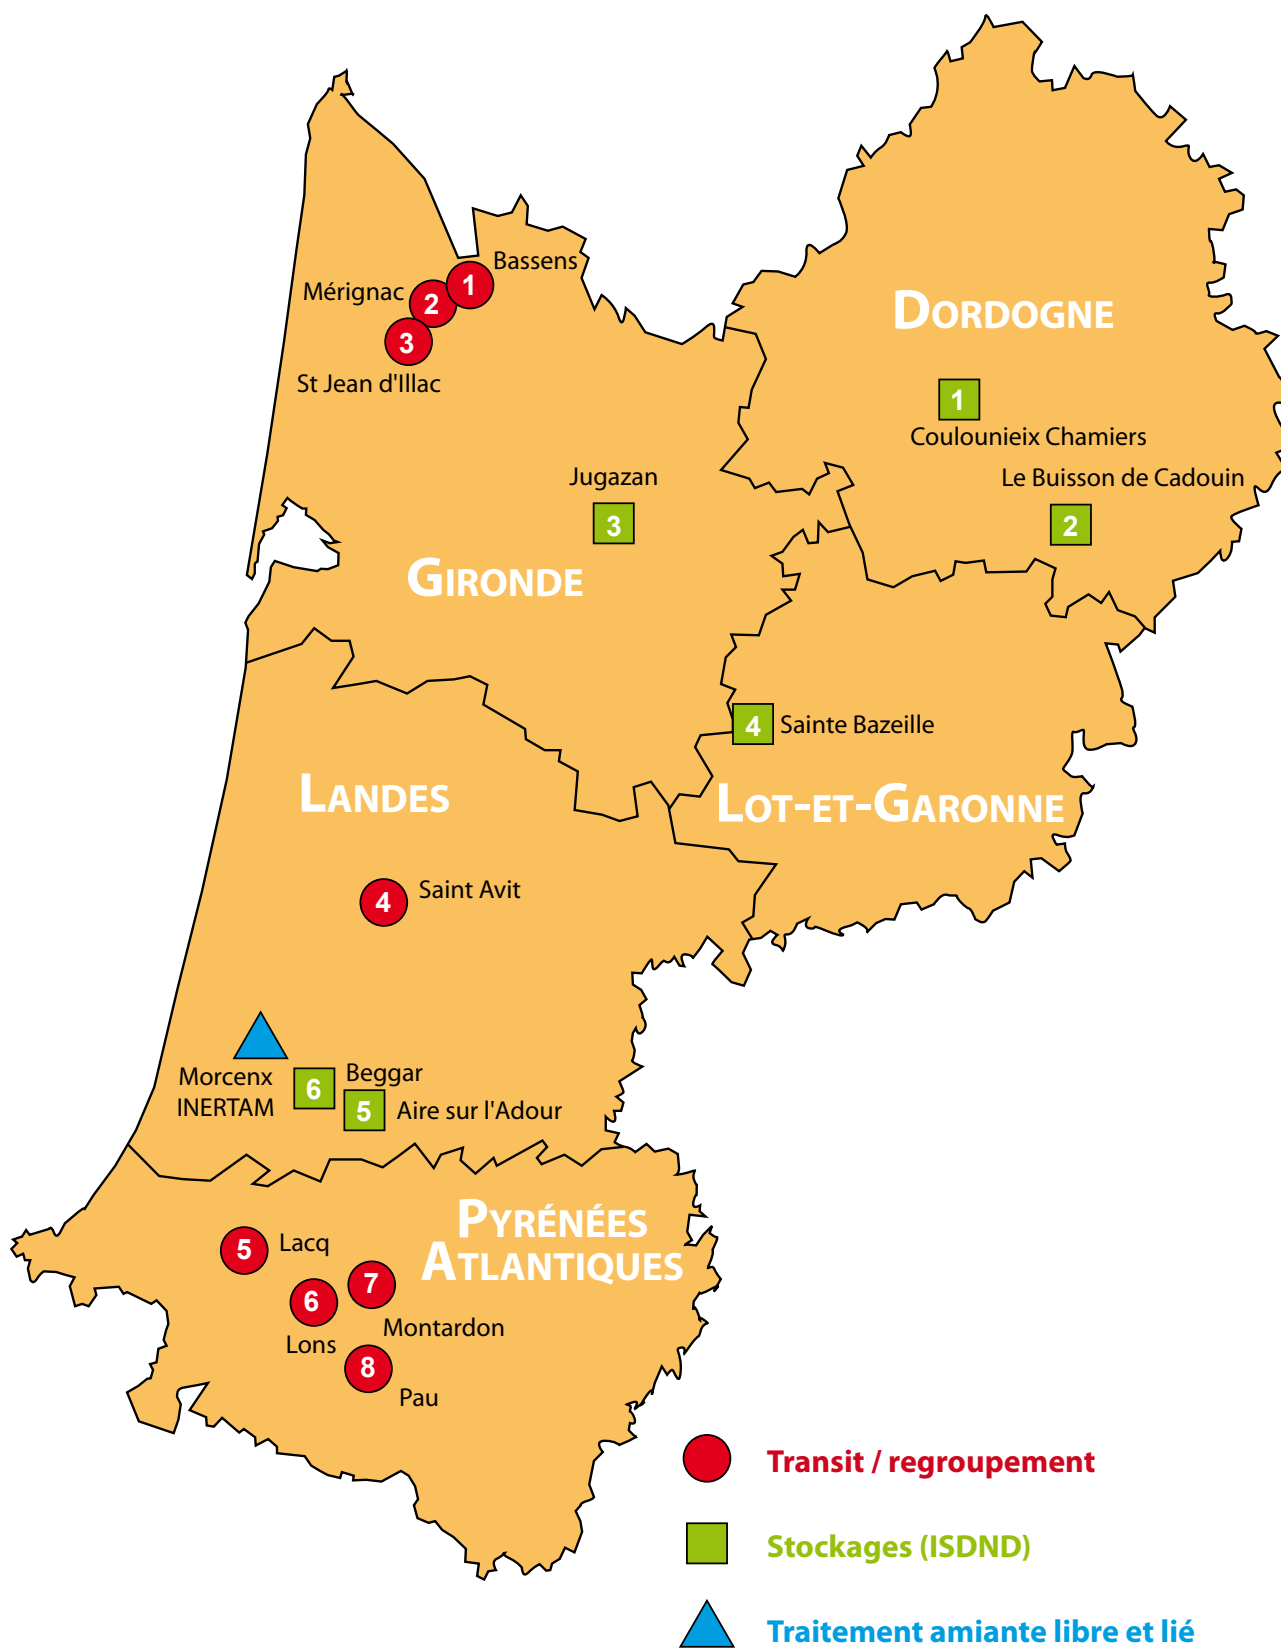 Bassens
1
Mérignac
2
3
St Jean d'Illac
DORDOGNE
1
Coulounieix Chamiers
Le Buisson de Cadouin
2
Jugazan
3
GIRONDE
4
Sainte Bazeille
LANDES
LOT-ET-GARONNE
4
Saint Avit
Morcenx
INERTAM
6
Beggar
5
Aire sur l'Adour
PYRÉNÉES
ATLANTIQUES
5
Lacq
7
6
Montardon
Lons
8
Pau
Transit / regroupement
Stockages (ISDND)
Traitement amiante libre et lié